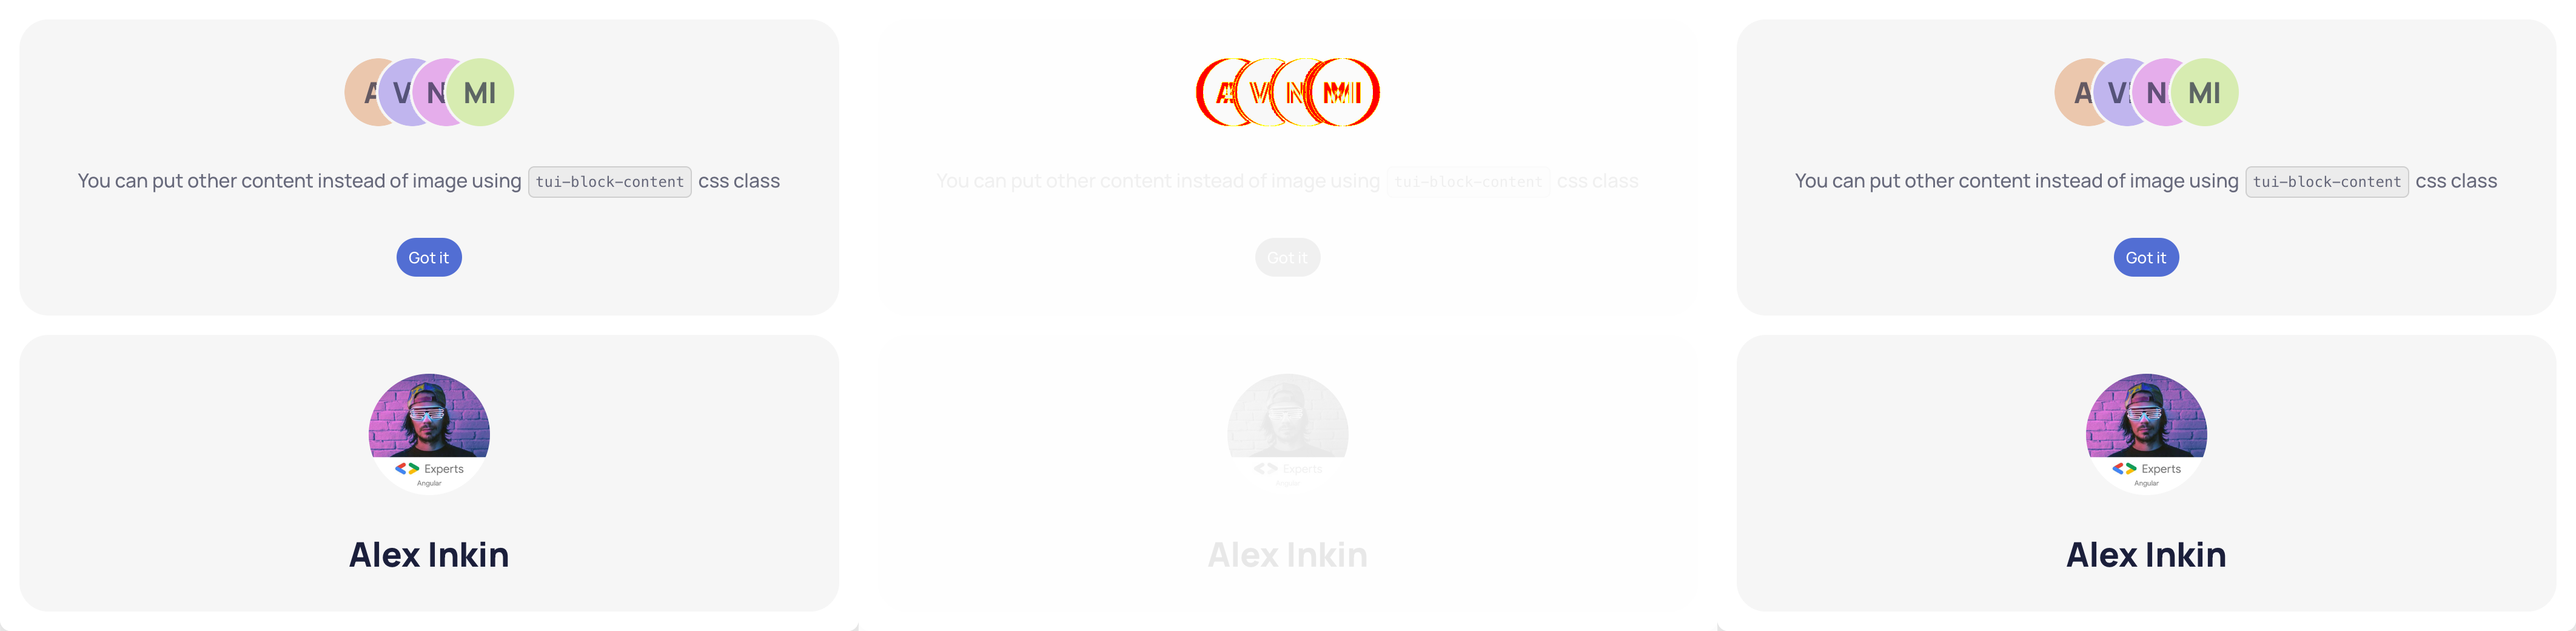 A V N MI
You can put other content instead of image using tui-block-content css class
Got it
Experts
Angular
Alex Inkin
A V N MI
You can put other content instead of image using tui-block-content css class
Got it
Experts
Angular
Alex Inkin
A V N MI
You can put other content instead of image using tui-block-content css class
Got it
Experts
Angular
Alex Inkin